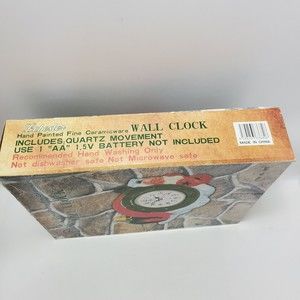 WALL CLOCK
Hand Painted Fine Ceramicware
INCLUDES,QUARTZ MOVEMENT
USE 1 "AA" 1.5V BATTERY NOT INCLUDED
Recommended Hand Washing Only
Not dishwasher safe Not Microwave safe
MADE IN CHINA